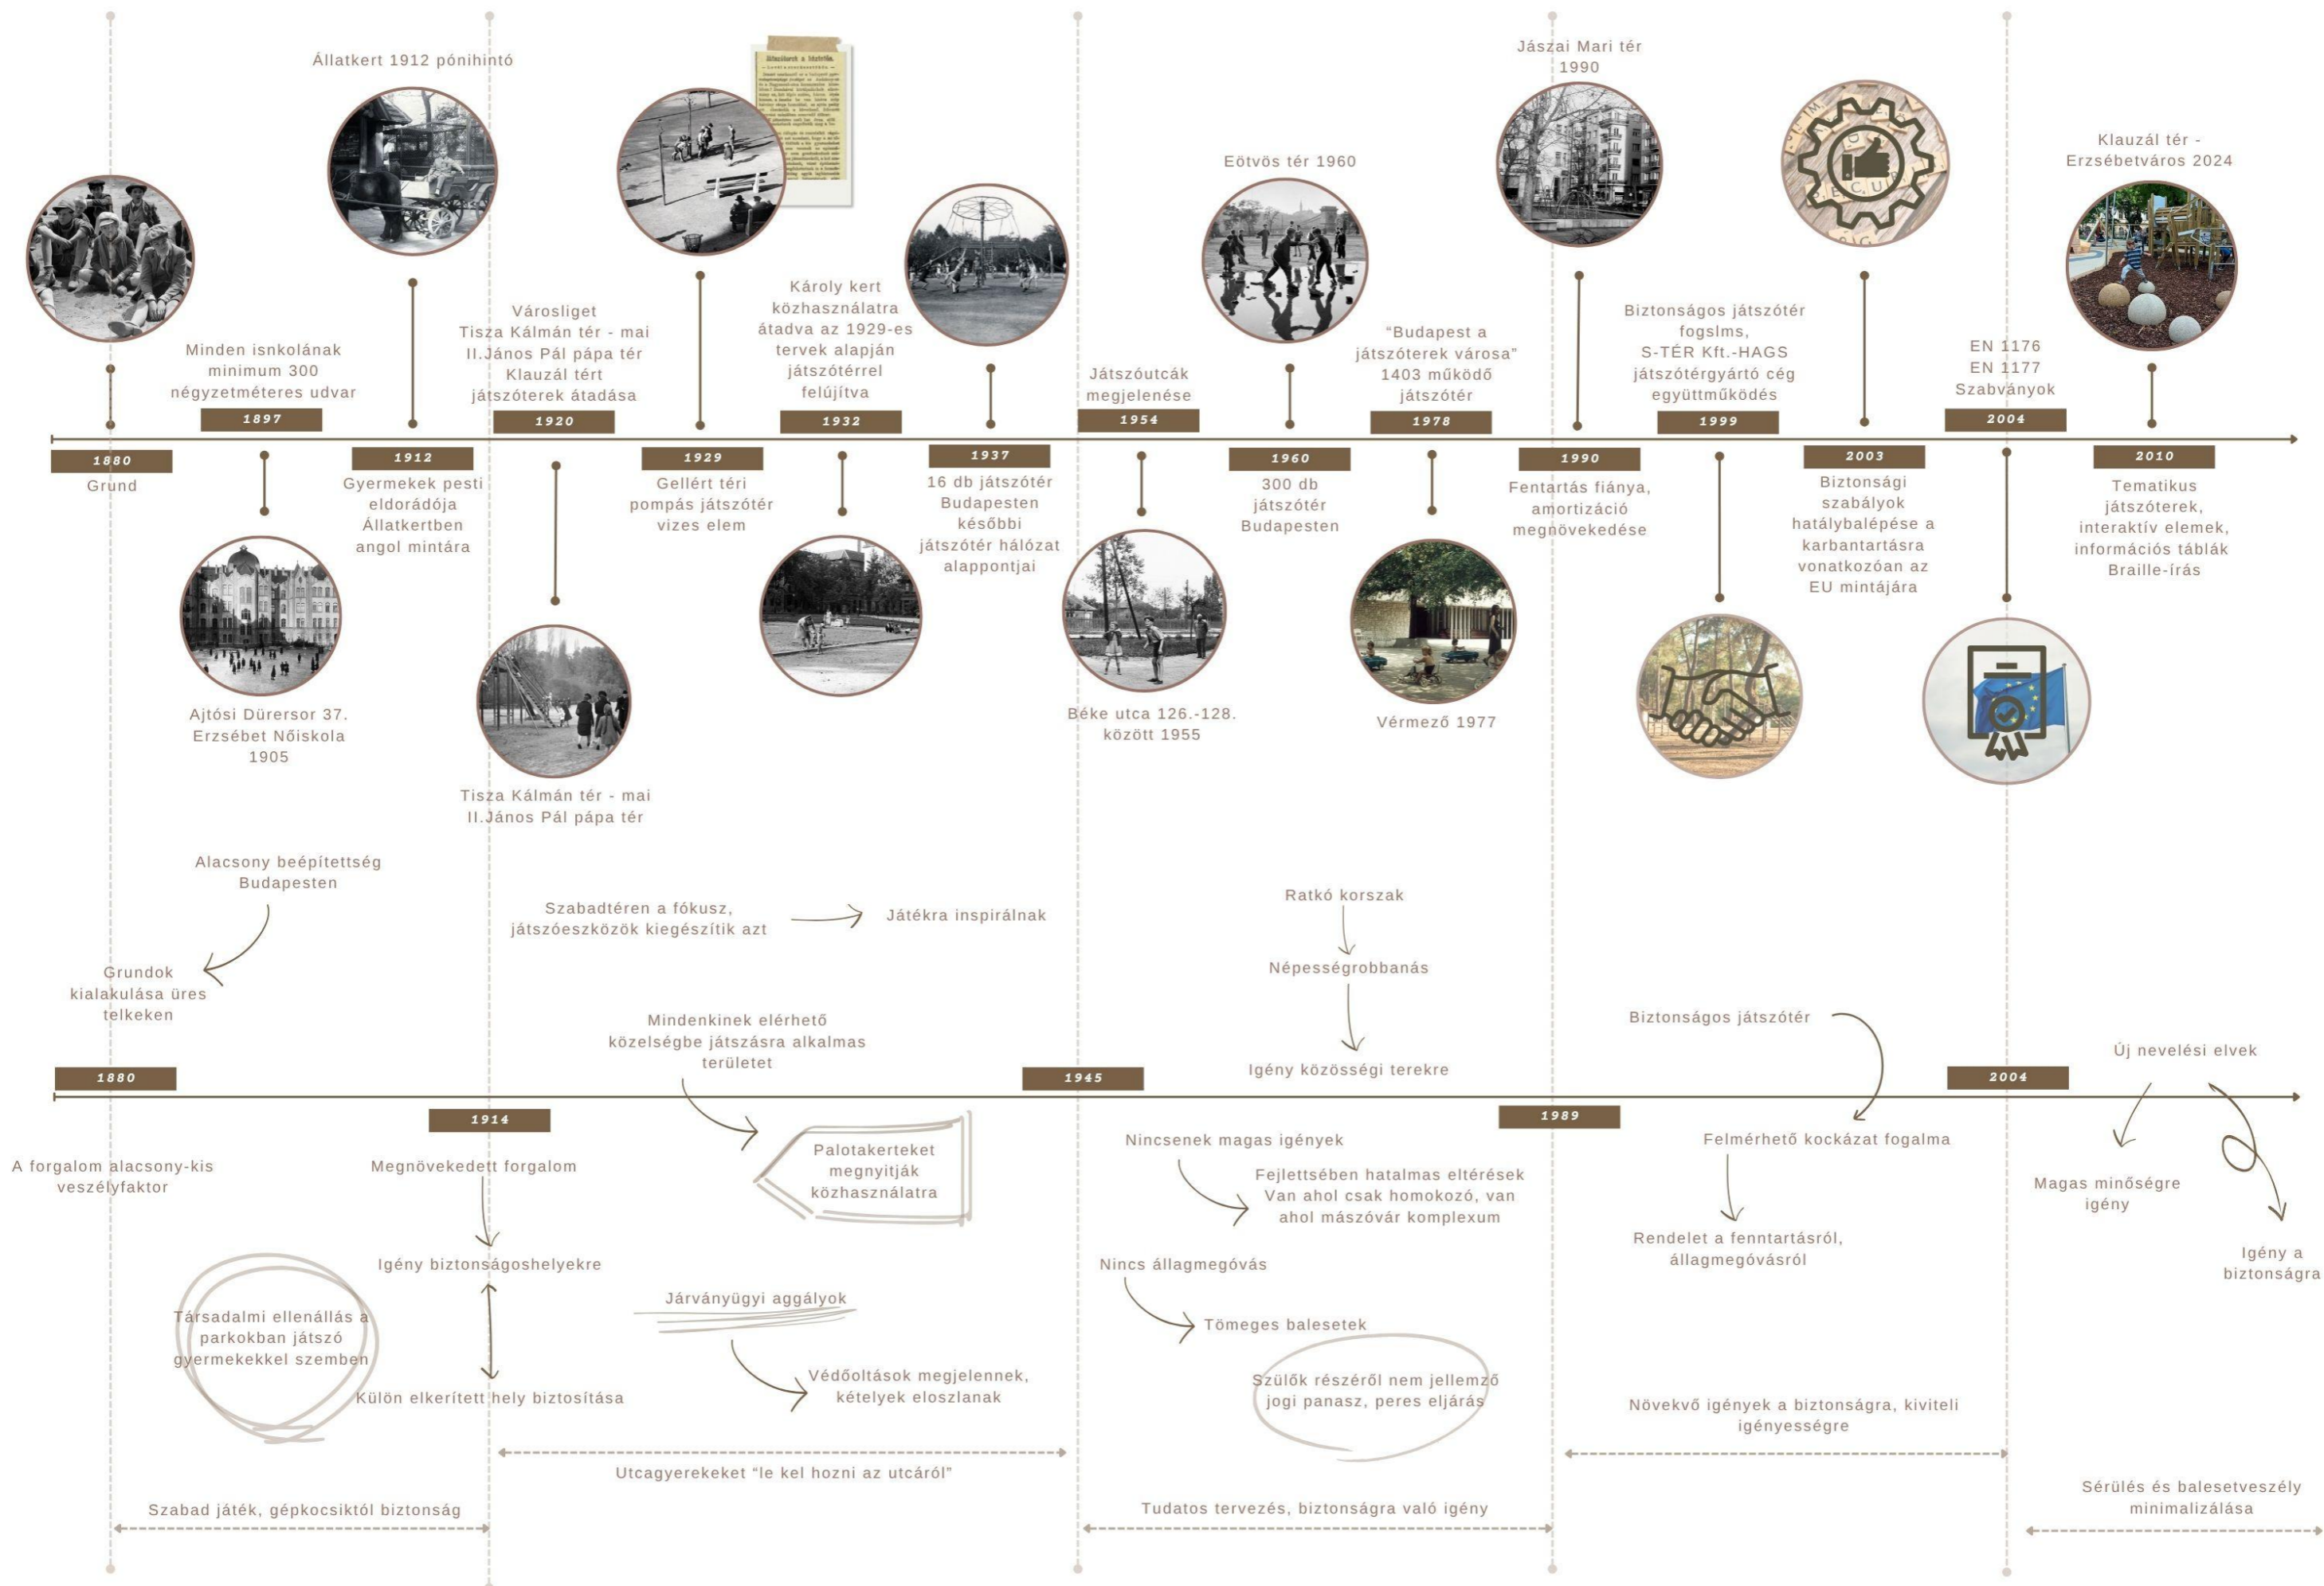 Állatkert 1912 pónihintó
Játszóterek a köztetőn.
Jászai Mari tér
1990
Eötvös tér 1960
Klauzál tér -
Erzsébetváros 2024
Minden isnkolának
minimum 300
négyzetméteres udvar
Városliget
Tisza Kálmán tér - mai
II.János Pál pápa tér
Klauzál tért
játszóterek átadása
Károly kert
közhasználatra
átadva az 1929-es
tervek alapján
játszótérrel
felújítva
Játszóutcák
megjelenése
“Budapest a
játszóterek városa”
1403 működő
játszótér
Biztonságos játszótér
fogslms,
S-TÉR Kft.-HAGS
játszótérgyártó cég
együttműködés
EN 1176
EN 1177
Szabványok
1897
1920
1932
1954
1978
1999
2004
1880
1912
1929
1937
1960
1990
2003
2010
Grund
Gyermekek pesti
eldorádója
Állatkertben
angol mintára
Gellért téri
pompás játszótér
vizes elem
16 db játszótér
Budapesten
későbbi
játszótér hálózat
alappontjai
300 db
játszótér
Budapesten
Fentartás fiánya,
amortizáció
megnövekedése
Biztonsági
szabályok
hatálybalépése a
karbantartásra
vonatkozóan az
EU mintájára
Tematikus
játszóterek,
interaktív elemek,
információs táblák
Braille-írás
Ajtósi Dürersor 37.
Erzsébet Nőiskola
1905
Tisza Kálmán tér - mai
II.János Pál pápa tér
Béke utca 126.-128.
között 1955
Vérmező 1977
Alacsony beépítettség
Budapesten
Grundok
kialakulása üres
telkeken
Szabadtéren a fókusz,
játszóeszközök kiegészítik azt
Játékra inspirálnak
Mindenkinek elérhető
közelségbe játszásra alkalmas
területet
Ratkó korszak
Népességrobbanás
Igény közösségi terekre
Biztonságos játszótér
Új nevelési elvek
1880
1914
1945
1989
2004
A forgalom alacsony-kis
veszélyfaktor
Megnövekedett forgalom
Igény biztonságoshelyekre
Társadalmi ellenállás a
parkokban játszó
gyermekekkel szemben
Külön elkerített hely biztosítása
Palotakerteket
megnyitják
közhasználatra
Járványügyi aggályok
Védőoltások megjelennek,
kételyek eloszlanak
Nincsenek magas igények
Fejlettsében hatalmas eltérések
Van ahol csak homokozó, van
ahol mászóvár komplexum
Nincs állagmegóvás
Tömeges balesetek
Szülők részéről nem jellemző
jogi panasz, peres eljárás
Felmérhető kockázat fogalma
Rendelet a fenntartásról,
állagmegóvásról
Magas minőségre
igény
Igény a
biztonságra
Növekvő igények a biztonságra, kiviteli
igényességre
Szabad játék, gépkocsiktól biztonság
Utcagyerekeket “le kel hozni az utcáról”
Tudatos tervezés, biztonságra való igény
Sérülés és balesetveszély
minimalizálása